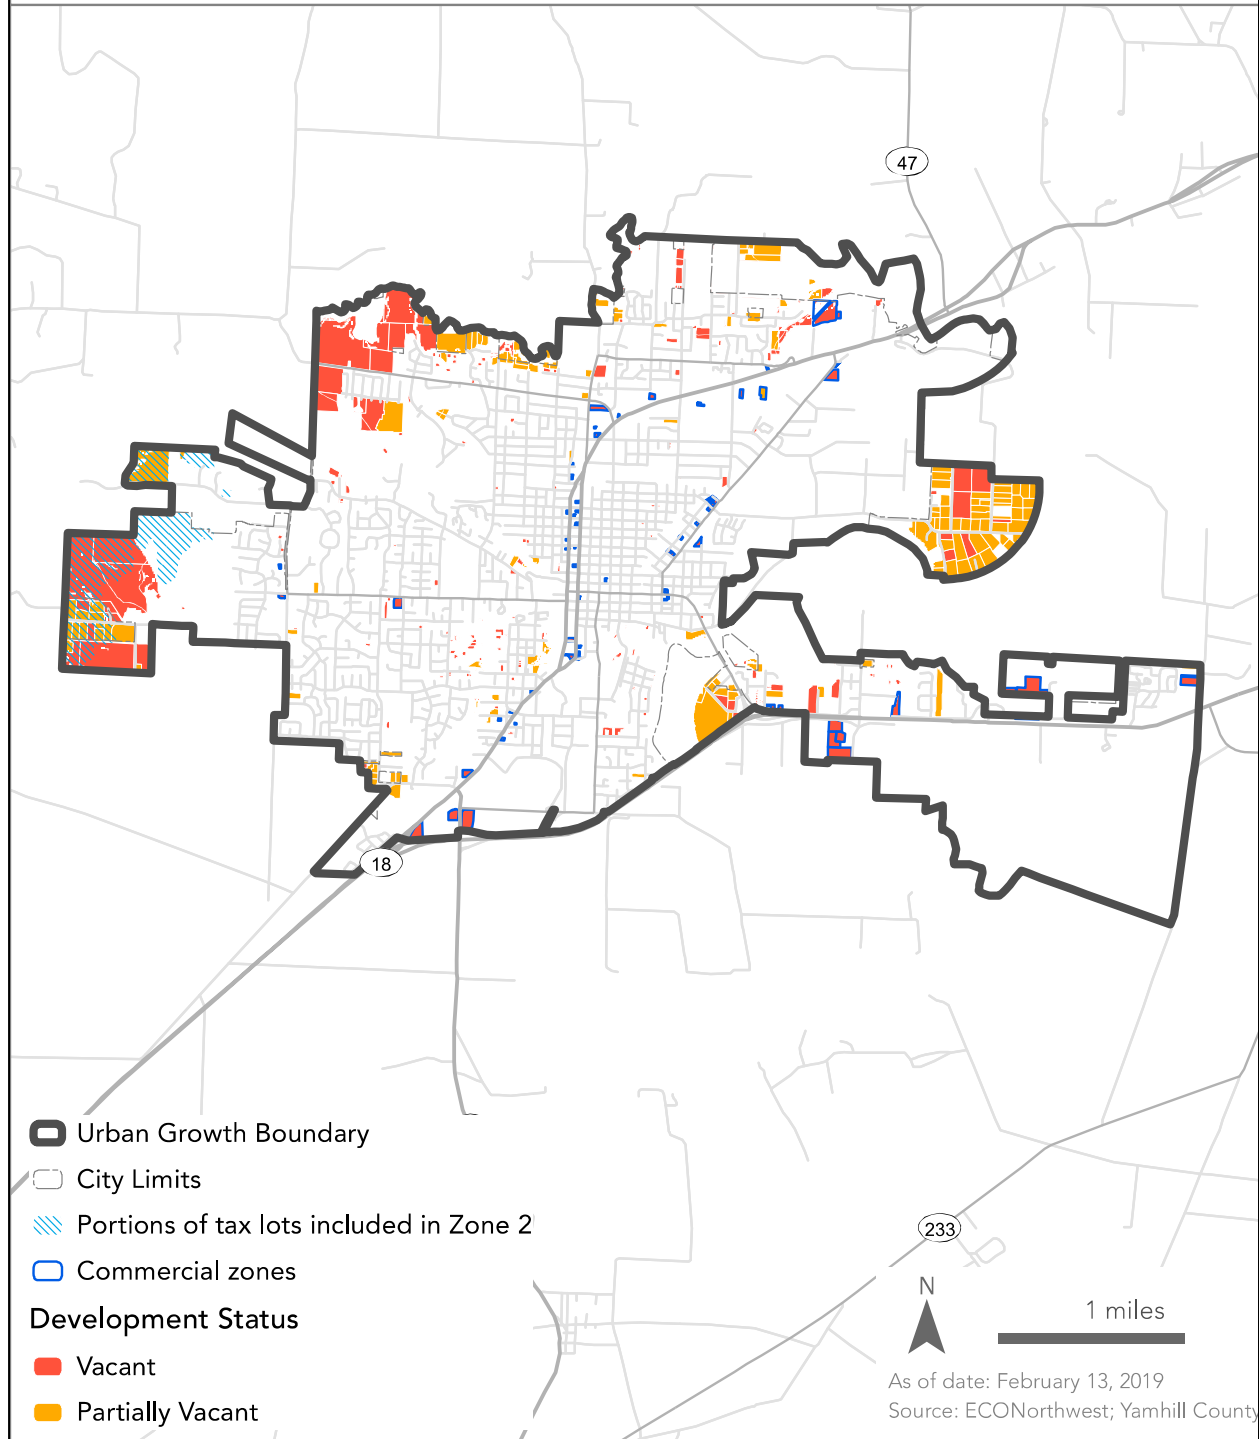 47
18
Urban Growth Boundary
City Limits
Portions of tax lots included in Zone 2
Commercial zones
Development Status
Vacant
Partially Vacant
233
N
1 miles
As of date: February 13, 2019
Source: ECONorthwest; Yamhill County